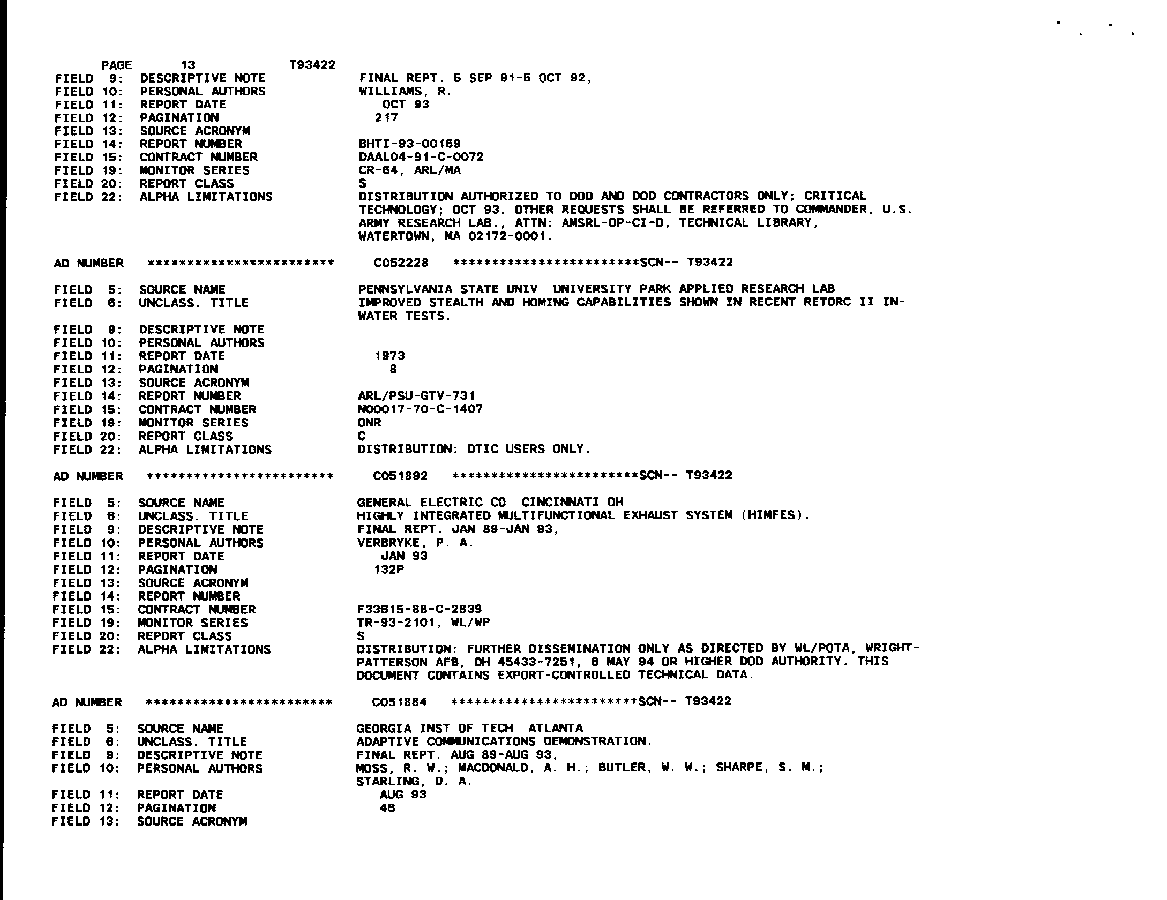 PAGE 13 T93422
FIELD 9: DESCRIPTIVE NOTE FINAL REPT. 5 SEP 91-5 OCT 92,
FIELD 10: PERSONAL AUTHORS WILLIAMS, R.
FIELD 11: REPORT DATE OCT 93
FIELD 12: PAGINATION 217
FIELD 13: SOURCE ACRONYM
FIELD 14: REPORT NUMBER BHTI-93-00169
FIELD 15: CONTRACT NUMBER DAAL04-91-C-0072
FIELD 19: MONITOR SERIES CR-64, ARL/MA
FIELD 20: REPORT CLASS S
FIELD 22: ALPHA LIMITATIONS DISTRIBUTION AUTHORIZED TO DOD AND DOD CONTRACTORS ONLY; CRITICAL
TECHNOLOGY; OCT 93. OTHER REQUESTS SHALL BE REFERRED TO COMMANDER, U.S.
ARMY RESEARCH LAB., ATTN: AMSRL-OP-CI-D, TECHNICAL LIBRARY,
WATERTOWN, MA 02172-0001.
AD NUMBER ************************ C052228 ************************SCN-- T93422
FIELD 5: SOURCE NAME PENNSYLVANIA STATE UNIV UNIVERSITY PARK APPLIED RESEARCH LAB
FIELD 6: UNCLASS. TITLE IMPROVED STEALTH AND HOMING CAPABILITIES SHOWN IN RECENT RETORC II IN-
WATER TESTS.
FIELD 9: DESCRIPTIVE NOTE
FIELD 10: PERSONAL AUTHORS
FIELD 11: REPORT DATE 1973
FIELD 12: PAGINATION 8
FIELD 13: SOURCE ACRONYM
FIELD 14: REPORT NUMBER ARL/PSU-GTV-731
FIELD 15: CONTRACT NUMBER N00017-70-C-1407
FIELD 19: MONITOR SERIES ONR
FIELD 20: REPORT CLASS C
FIELD 22: ALPHA LIMITATIONS DISTRIBUTION: DTIC USERS ONLY.
AD NUMBER ************************ C051892 ************************SCN-- T93422
FIELD 5: SOURCE NAME GENERAL ELECTRIC CO CINCINNATI OH
FIELD 6: UNCLASS. TITLE HIGHLY INTEGRATED MULTIFUNCTIONAL EXHAUST SYSTEM (HIMFES).
FIELD 9: DESCRIPTIVE NOTE FINAL REPT. JAN 89-JAN 93,
FIELD 10: PERSONAL AUTHORS VERBRYKE, P. A.
FIELD 11: REPORT DATE JAN 93
FIELD 12: PAGINATION 132P
FIELD 13: SOURCE ACRONYM
FIELD 14: REPORT NUMBER
FIELD 15: CONTRACT NUMBER F33615-88-C-2839
FIELD 19: MONITOR SERIES TR-93-2101, WL/WP
FIELD 20: REPORT CLASS S
FIELD 22: ALPHA LIMITATIONS DISTRIBUTION: FURTHER DISSEMINATION ONLY AS DIRECTED BY WL/POTA, WRIGHT-
PATTERSON AFB, OH 45433-7251, 8 MAY 94 OR HIGHER DOD AUTHORITY. THIS
DOCUMENT CONTAINS EXPORT-CONTROLLED TECHNICAL DATA.
AD NUMBER ************************ C051884 ************************SCN-- T93422
FIELD 5: SOURCE NAME GEORGIA INST OF TECH ATLANTA
FIELD 6: UNCLASS. TITLE ADAPTIVE COMMUNICATIONS DEMONSTRATION.
FIELD 9: DESCRIPTIVE NOTE FINAL REPT. AUG 89-AUG 93,
FIELD 10: PERSONAL AUTHORS MOSS, R. W.; MACDONALD, A. H.; BUTLER, W. W.; SHARPE, S. M.;
STARLING, D. A.
FIELD 11: REPORT DATE AUG 93
FIELD 12: PAGINATION 45
FIELD 13: SOURCE ACRONYM